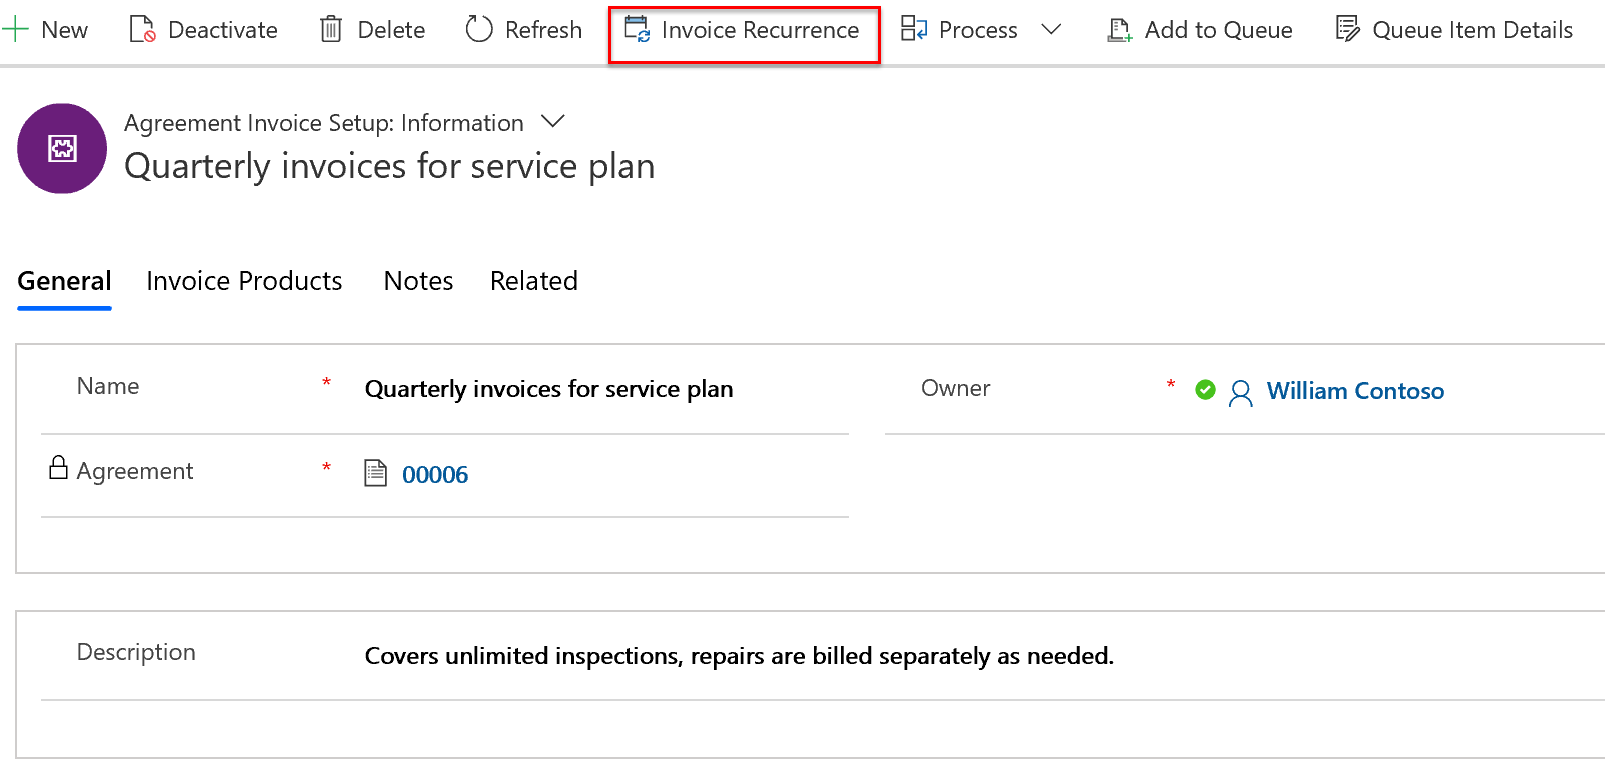 New Deactivate Delete Refresh Invoice Recurrence Process Add to Queue Queue Item Details
Agreement Invoice Setup: Information
Quarterly invoices for service plan
General Invoice Products Notes Related
Name * Quarterly invoices for service plan Owner * William Contoso
Agreement * 00006
Description Covers unlimited inspections, repairs are billed separately as needed.